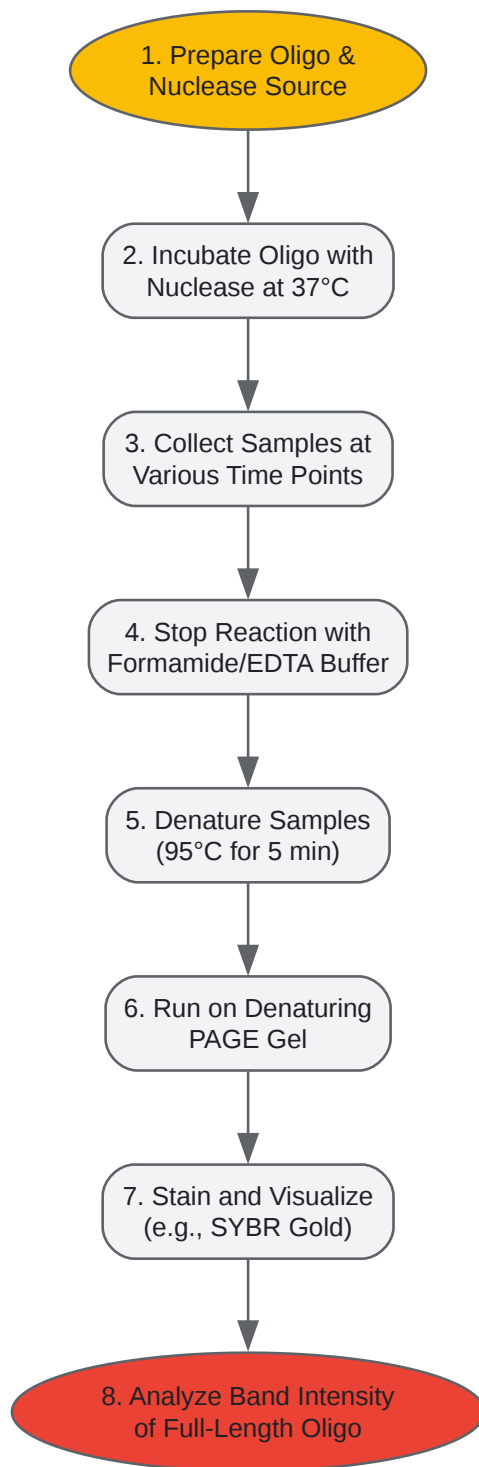 1. Prepare Oligo &
Nuclease Source
2. Incubate Oligo with
Nuclease at 37°C
3. Collect Samples at
Various Time Points
4. Stop Reaction with
Formamide/EDTA Buffer
5. Denature Samples
(95°C for 5 min)
6. Run on Denaturing
PAGE Gel
7. Stain and Visualize
(e.g., SYBR Gold)
8. Analyze Band Intensity
of Full-Length Oligo